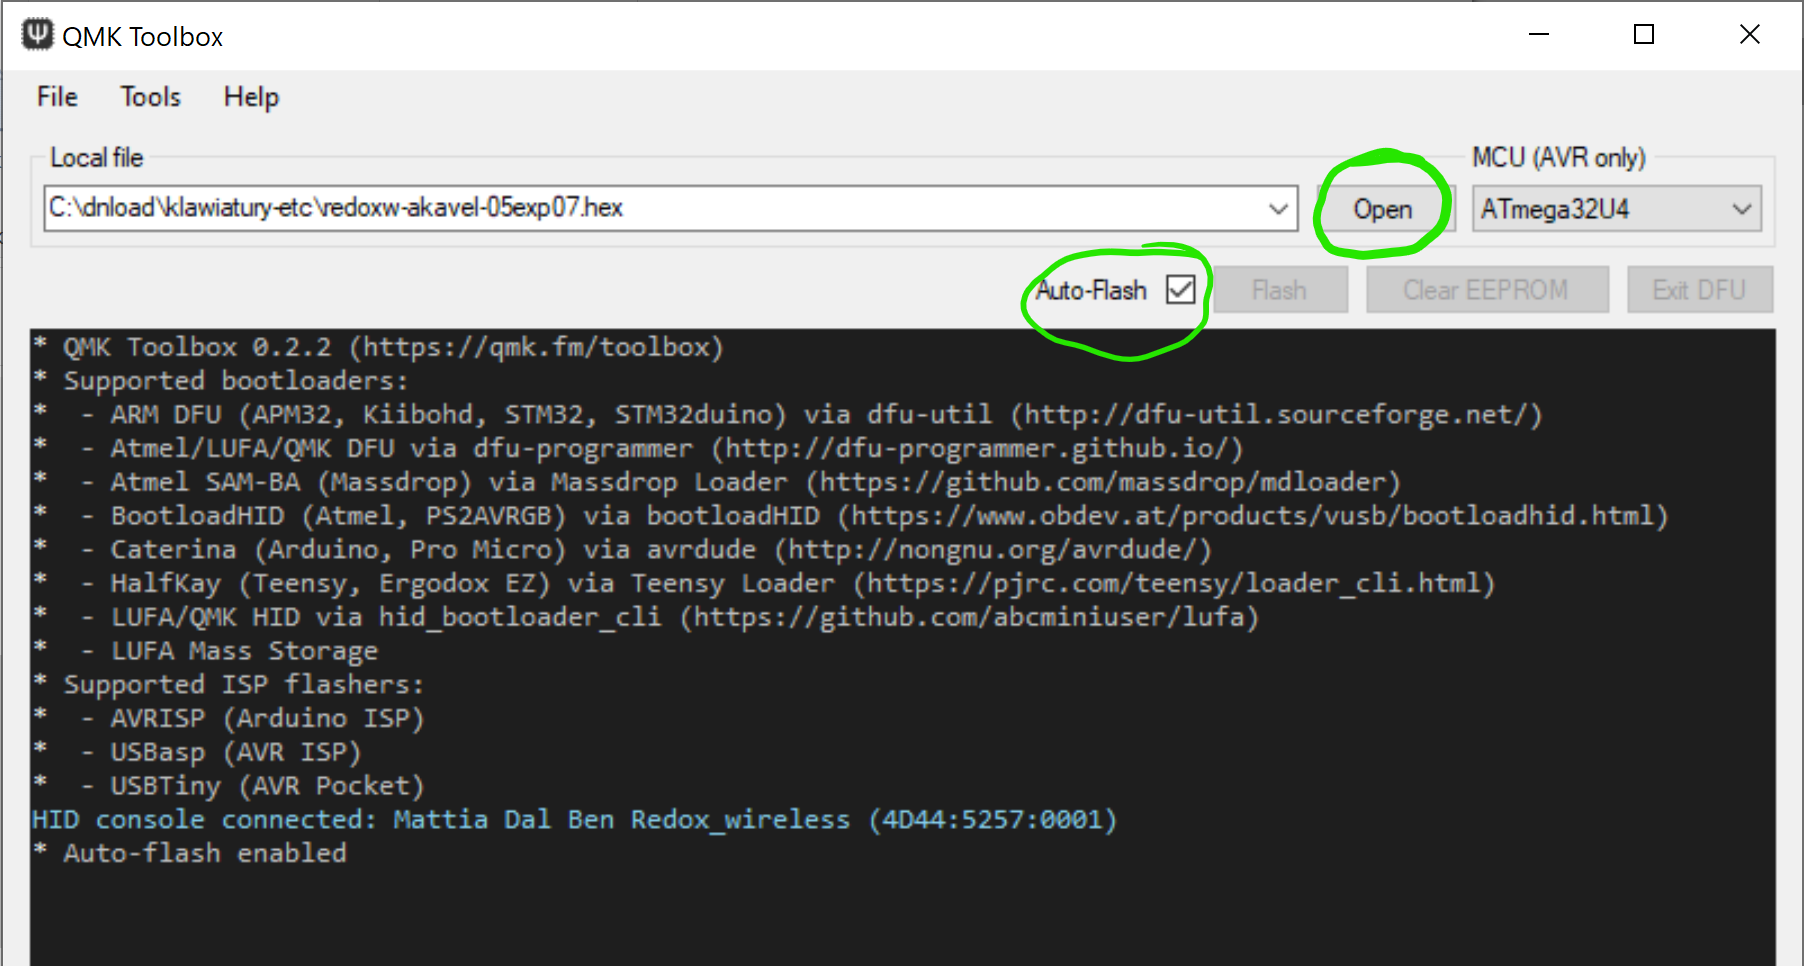 QMK Toolbox
File Tools Help
Local file
MCU (AVR only)
C:\dnload\klawiatury-etc\redoxw-akavel-05exp07.hex
Open
ATmega32U4
Auto-Flash
Flash
Clear EEPROM
Exit DFU
* QMK Toolbox 0.2.2 (https://qmk.fm/toolbox)
* Supported bootloaders:
*  - ARM DFU (APM32, Kiibohd, STM32, STM32duino) via dfu-util (http://dfu-util.sourceforge.net/)
*  - Atmel/LUFA/QMK DFU via dfu-programmer (http://dfu-programmer.github.io/)
*  - Atmel SAM-BA (Massdrop) via Massdrop Loader (https://github.com/massdrop/mdloader)
*  - BootloadHID (Atmel, PS2AVRGB) via bootloadHID (https://www.obdev.at/products/vusb/bootloadhid.html)
*  - Caterina (Arduino, Pro Micro) via avrdude (http://nongnu.org/avrdude/)
*  - HalfKay (Teensy, Ergodox EZ) via Teensy Loader (https://pjrc.com/teensy/loader_cli.html)
*  - LUFA/QMK HID via hid_bootloader_cli (https://github.com/abcminiuser/lufa)
*  - LUFA Mass Storage
* Supported ISP flashers:
*  - AVRISP (Arduino ISP)
*  - USBasp (AVR ISP)
*  - USBTiny (AVR Pocket)
HID console connected: Mattia Dal Ben Redox_wireless (4D44:5257:0001)
* Auto-flash enabled